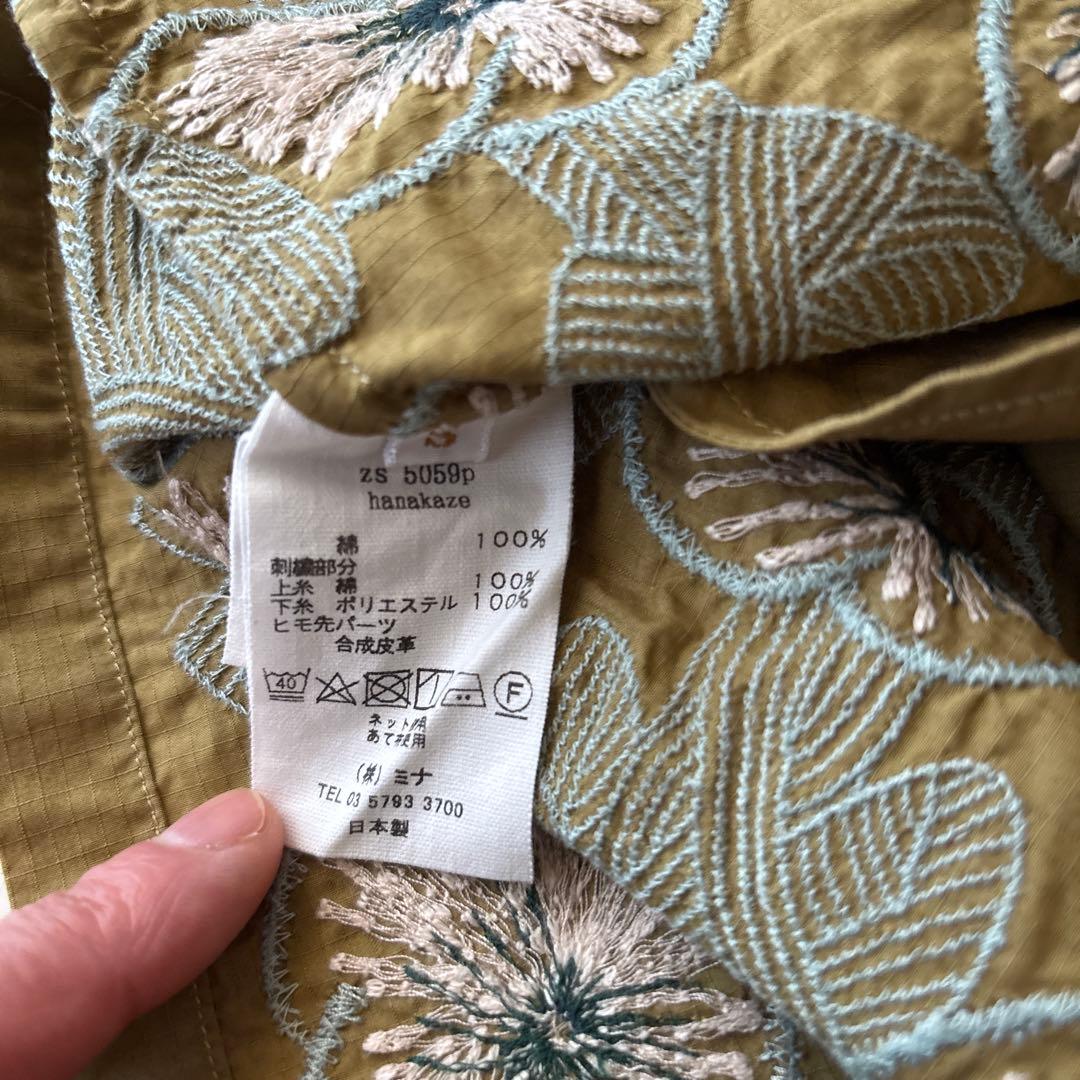 zs 5059p
hanakaze
綿 100%
刺繍部分
上糸 綿 100%
下糸 ポリエステル 100%
ヒモ先パーツ
合成皮革
40 F
ネット使用
あて布使用
(株) ミナ
TEL 03 5793 3700
日本製